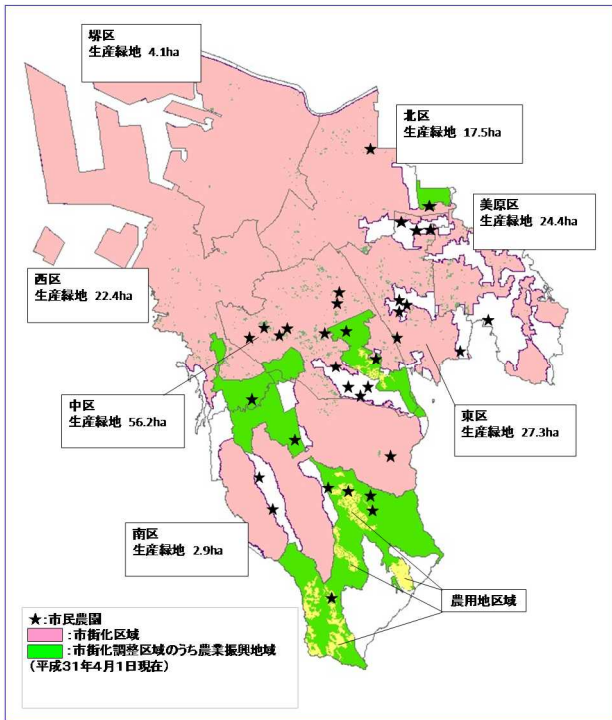 堺区
生産緑地 4.1ha
北区
生産緑地 17.5ha
美原区
生産緑地 24.4ha
西区
生産緑地 22.4ha
中区
生産緑地 56.2ha
東区
生産緑地 27.3ha
南区
生産緑地 2.9ha
農用地区域
★:市民農園
:市街化区域
:市街化調整区域のうち農業振興地域
(平成31年4月1日現在)